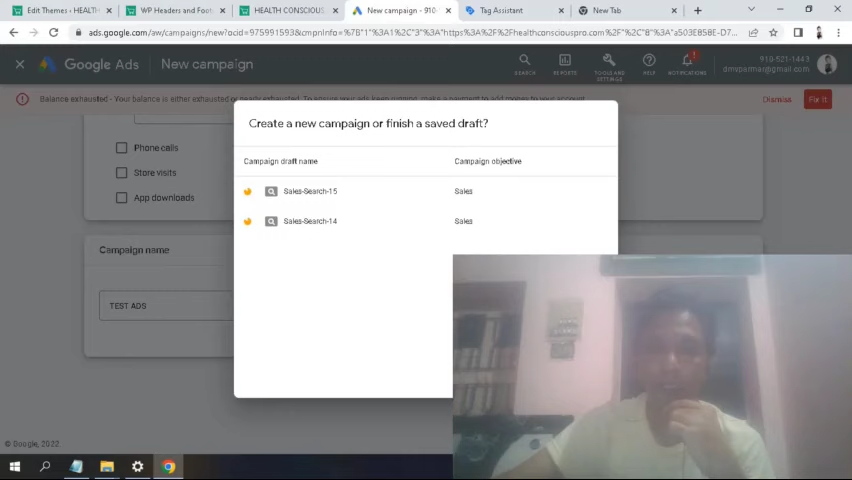 Edit Themes ‹ HEALTH
WP Headers and Foot
HEALTH CONSCIOUS
New campaign - 910
Tag Assistant
New Tab
ads.google.com/aw/campaigns/new?ocid=975991593&cmpnInfo=%7B"1"%3A1%2C"3"%3A"https%3A%2F%2Fhealthconsciouspro.com%2F"%2C"8"%3A"a503E858E-D7...
Google Ads
New campaign
SEARCH
REPORTS
TOOLS AND
SETTINGS
HELP
NOTIFICATIONS
910-521-1443
dmvparmar@gmail.com
Balance exhausted - Your balance is either exhausted or nearly exhausted. To ensure your ads keep running, make a payment to add money to your account.
Dismiss
Fix it
Phone calls
Store visits
App downloads
Campaign name
TEST ADS
© Google, 2022.
Create a new campaign or finish a saved draft?
Campaign draft name
Campaign objective
Sales-Search-15
Sales
Sales-Search-14
Sales